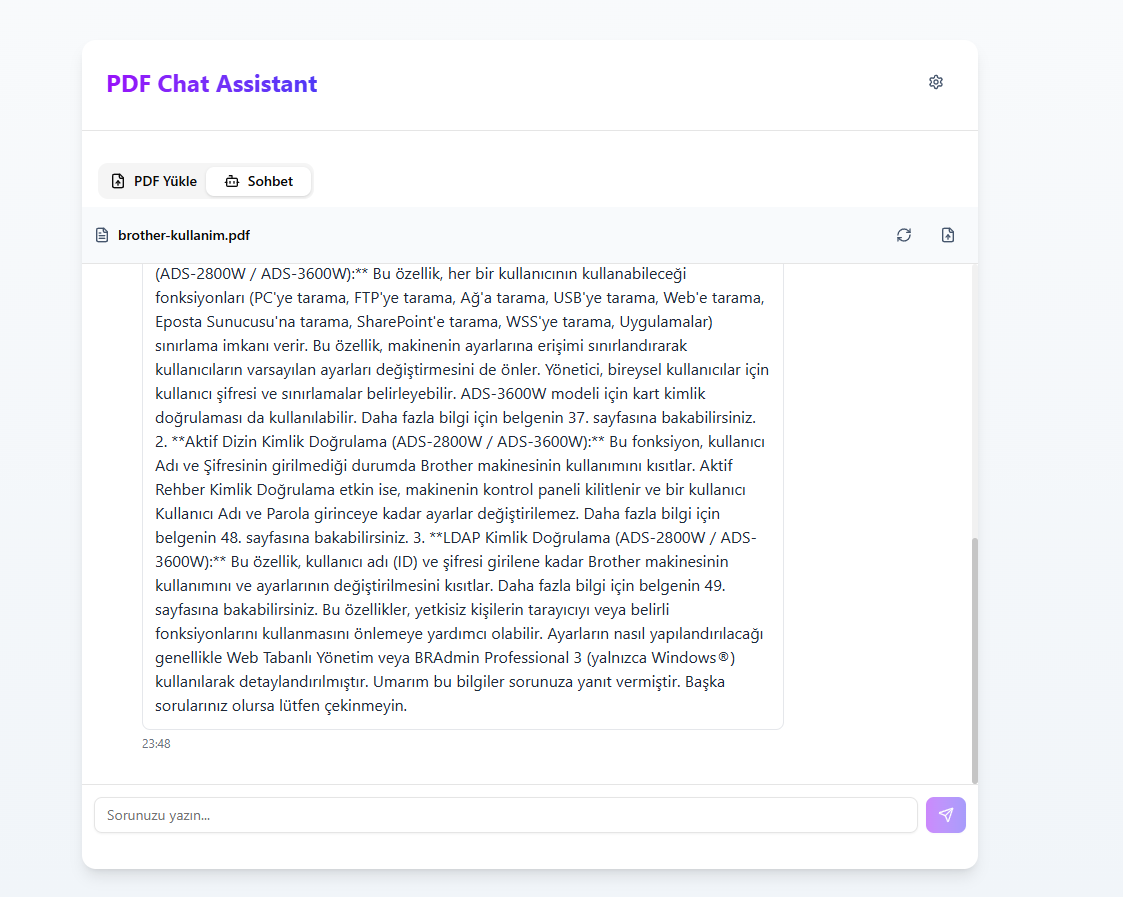 PDF Chat Assistant
PDF Yükle
Sohbet
brother-kullanim.pdf
(ADS-2800W / ADS-3600W):** Bu özellik, her bir kullanıcının kullanabileceği
fonksiyonları (PC'ye tarama, FTP'ye tarama, Ağ'a tarama, USB'ye tarama, Web'e tarama,
Eposta Sunucusu'na tarama, SharePoint'e tarama, WSS'ye tarama, Uygulamalar)
sınırlama imkanı verir. Bu özellik, makinenin ayarlarına erişimi sınırlandırarak
kullanıcıların varsayılan ayarları değiştirmesini de önler. Yönetici, bireysel kullanıcılar için
kullanıcı şifresi ve sınırlamalar belirleyebilir. ADS-3600W modeli için kart kimlik
doğrulaması da kullanılabilir. Daha fazla bilgi için belgenin 37. sayfasına bakabilirsiniz.
2. **Aktif Dizin Kimlik Doğrulama (ADS-2800W / ADS-3600W):** Bu fonksiyon, kullanıcı
Adı ve Şifresinin girilmediği durumda Brother makinesinin kullanımını kısıtlar. Aktif
Rehber Kimlik Doğrulama etkin ise, makinenin kontrol paneli kilitlenir ve bir kullanıcı
Kullanıcı Adı ve Parola girinceye kadar ayarlar değiştirilemez. Daha fazla bilgi için
belgenin 48. sayfasına bakabilirsiniz. 3. **LDAP Kimlik Doğrulama (ADS-2800W / ADS-
3600W):** Bu özellik, kullanıcı adı (ID) ve şifresi girilene kadar Brother makinesinin
kullanımını ve ayarlarının değiştirilmesini kısıtlar. Daha fazla bilgi için belgenin 49.
sayfasına bakabilirsiniz. Bu özellikler, yetkisiz kişilerin tarayıcıyı veya belirli
fonksiyonlarını kullanmasını önlemeye yardımcı olabilir. Ayarların nasıl yapılandırılacağı
genellikle Web Tabanlı Yönetim veya BRAdmin Professional 3 (yalnızca Windows®)
kullanılarak detaylandırılmıştır. Umarım bu bilgiler sorunuza yanıt vermiştir. Başka
sorularınız olursa lütfen çekinmeyin.
23:48
Sorunuzu yazın...